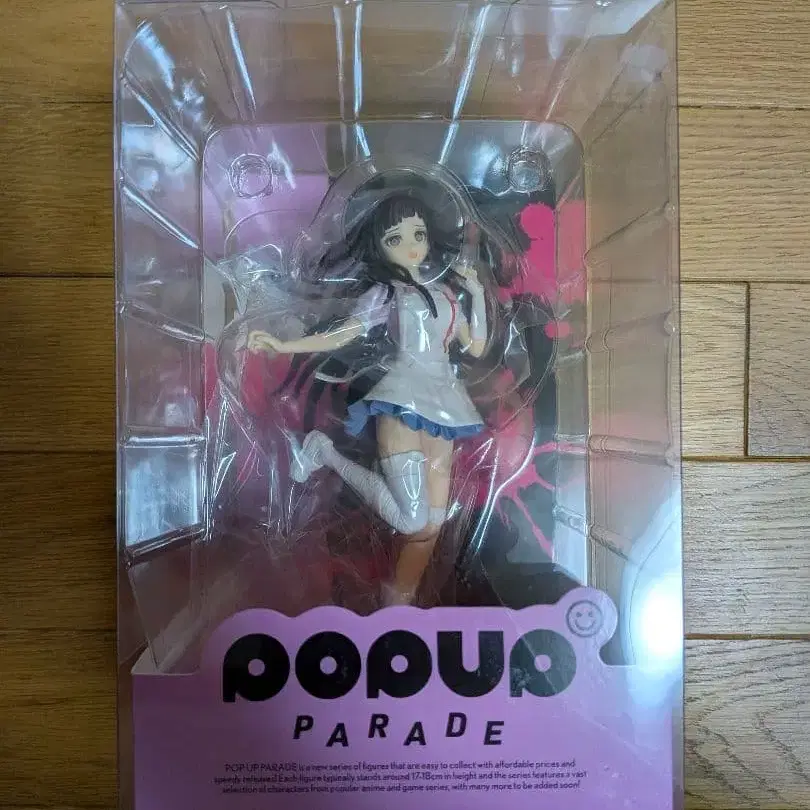 POPUP
PARADE
POP UP PARADE is a new series of figures that are easy to collect with affordable prices and
speedy releases! Each figure typically stands around 17-18cm in height and the series features a vast
selection of characters from popular anime and game series, with many more to be added soon!